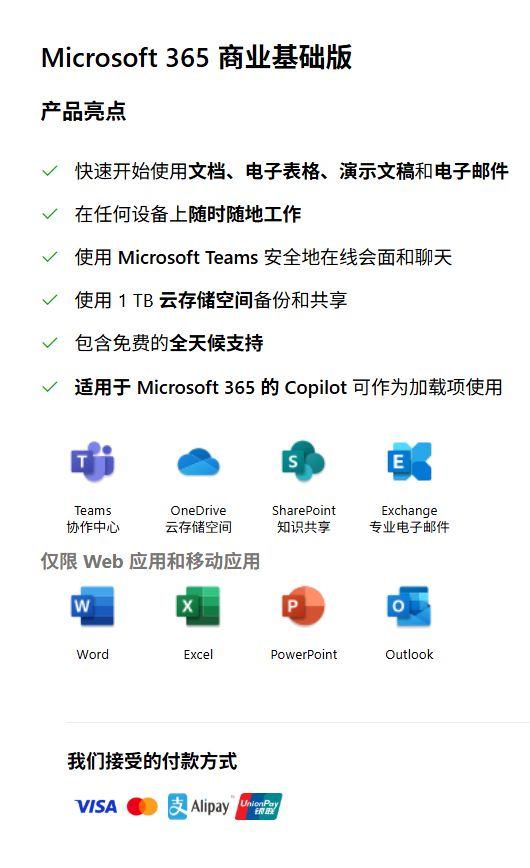 Microsoft 365 商业基础版
产品亮点
快速开始使用文档、电子表格、演示文稿和电子邮件
在任何设备上随时随地工作
使用 Microsoft Teams 安全地在线会面和聊天
使用 1 TB 云存储空间备份和共享
包含免费的全天候支持
适用于 Microsoft 365 的 Copilot 可作为加载项使用
T S E
Teams OneDrive SharePoint Exchange
协作中心 云存储空间 知识共享 专业电子邮件
仅限 Web 应用和移动应用
W X P O
Word Excel PowerPoint Outlook
我们接受的付款方式
VISA 支 Alipay UnionPay
银联